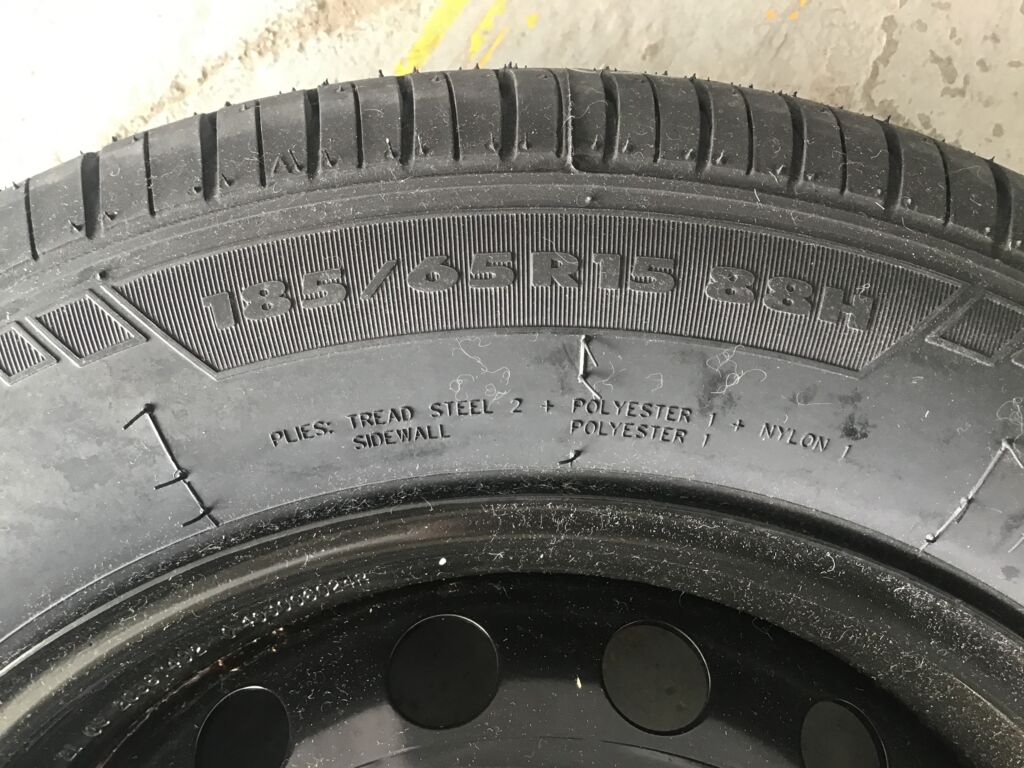 185/65R15 88H
PLIES: TREAD STEEL 2 + POLYESTER 1 + NYLON 1
SIDEWALL POLYESTER 1